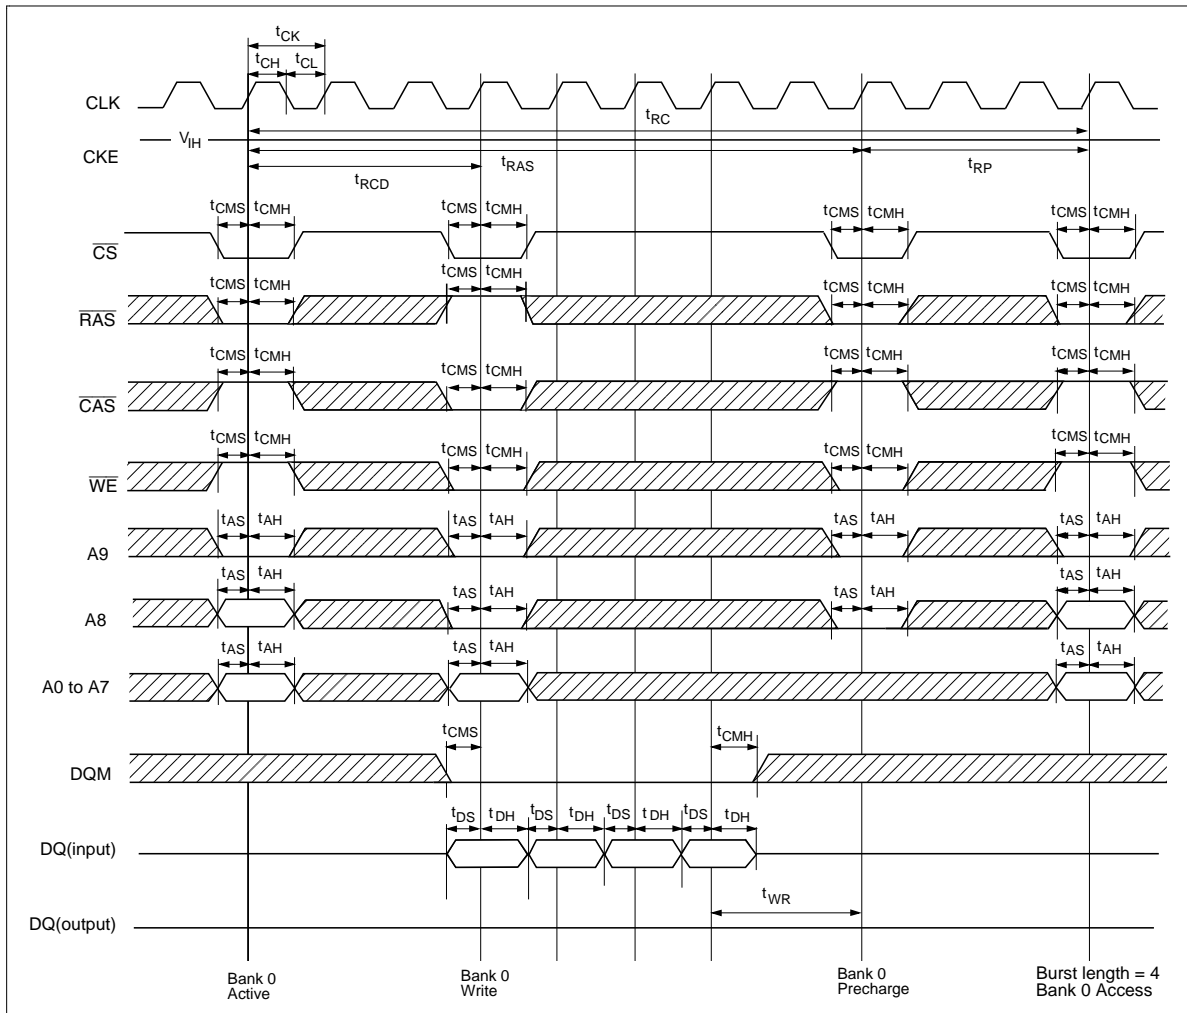 tCK
tCH tCL
CLK
tRC
VIH
CKE
tRAS tRP
tRCD
tCMS tCMH tCMS tCMH tCMS tCMH tCMS tCMH
CS
tCMS tCMH tCMS tCMH tCMS tCMH tCMS tCMH
RAS
tCMS tCMH tCMS tCMH tCMS tCMH tCMS tCMH
CAS
tCMS tCMH tCMS tCMH tCMS tCMH tCMS tCMH
WE
tAS tAH tAS tAH tAS tAH tAS tAH
A9
tAS tAH tAS tAH tAS tAH tAS tAH
A8
tAS tAH tAS tAH tAS tAH
A0 to A7
tCMS tCMH
DQM
tDS tDH tDS tDH tDS tDH tDS tDH
DQ(input)
tWR
DQ(output)
Bank 0
Active
Bank 0
Write
Bank 0
Precharge
Burst length = 4
Bank 0 Access